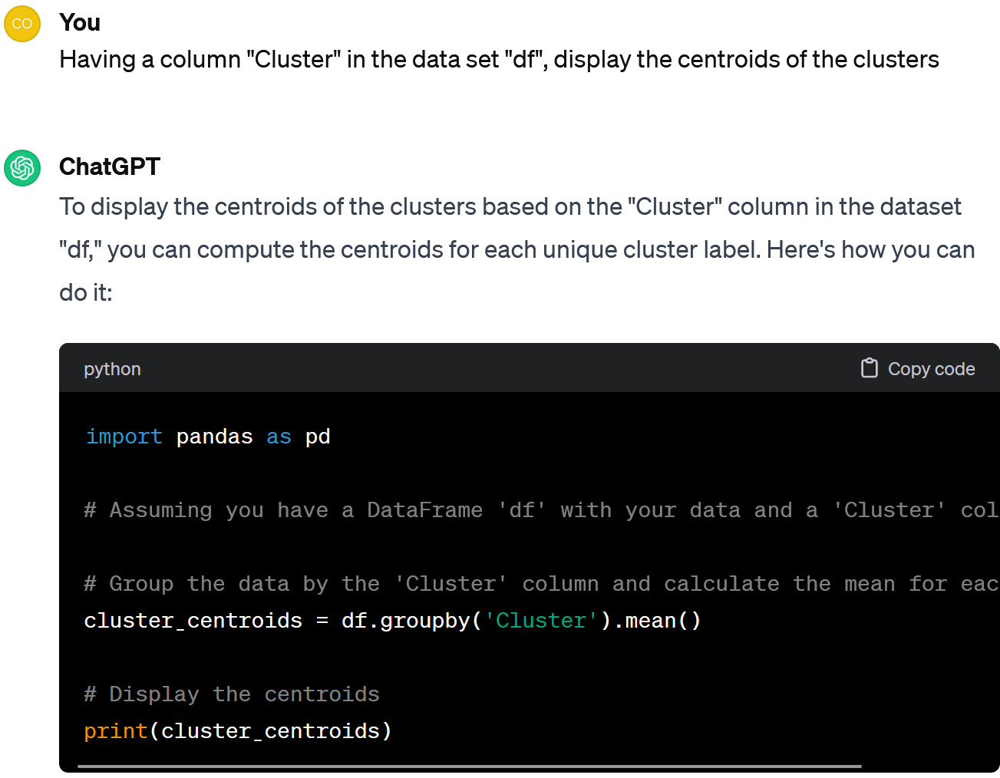 CO
You
Having a column "Cluster" in the data set "df", display the centroids of the clusters
ChatGPT
To display the centroids of the clusters based on the "Cluster" column in the dataset
"df," you can compute the centroids for each unique cluster label. Here's how you can
do it:
python
Copy code
import pandas as pd
# Assuming you have a DataFrame 'df' with your data and a 'Cluster' col
# Group the data by the 'Cluster' column and calculate the mean for eac
cluster_centroids = df.groupby('Cluster').mean()
# Display the centroids
print(cluster_centroids)